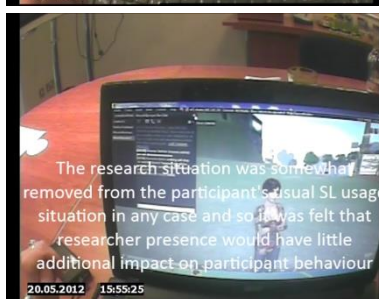 The research situation was somewhat
removed from the participant's usual SL usage
situation in any case and so it was felt that
researcher presence would have little
additional impact on participant behaviour
20.05.2012 15:55:25